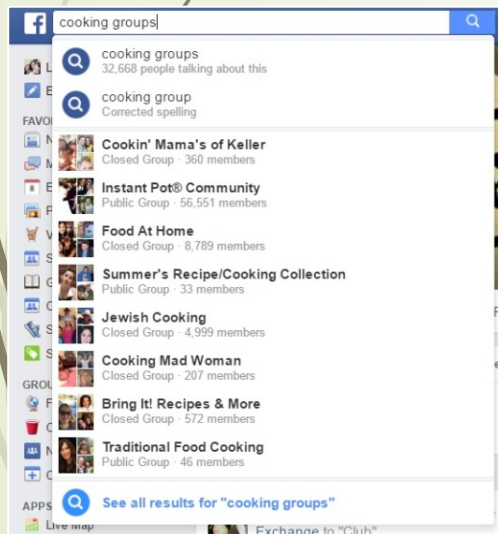 f cooking groups
cooking groups
32,668 people talking about this
cooking group
Corrected spelling
FAVO
Cookin' Mama's of Keller
Closed Group · 360 members
Instant Pot® Community
Public Group · 56,551 members
Food At Home
Closed Group · 8,789 members
Summer's Recipe/Cooking Collection
Public Group · 33 members
Jewish Cooking
Closed Group · 4,999 members
Cooking Mad Woman
Closed Group · 207 members
GROU
Bring It! Recipes & More
Closed Group · 572 members
Traditional Food Cooking
Public Group · 46 members
See all results for "cooking groups"
APPS
Live Map
Exchange to "Club"